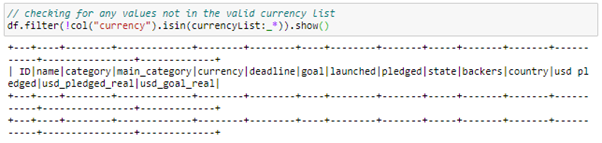 // checking for any values not in the valid currency list
df.filter(!col("currency").isin(currencyList:_*)).show()
+---+----+--------+-------------+--------+--------+----+--------+-------+-----+-------+-------+------
-----+----------------+-------------+
| ID|name|category|main_category|currency|deadline|goal|launched|pledged|state|backers|country|usd pl
edged|usd_pledged_real|usd_goal_real|
+---+----+--------+-------------+--------+--------+----+--------+-------+-----+-------+-------+------
-----+----------------+-------------+
+---+----+--------+-------------+--------+--------+----+--------+-------+-----+-------+-------+------
-----+----------------+-------------+